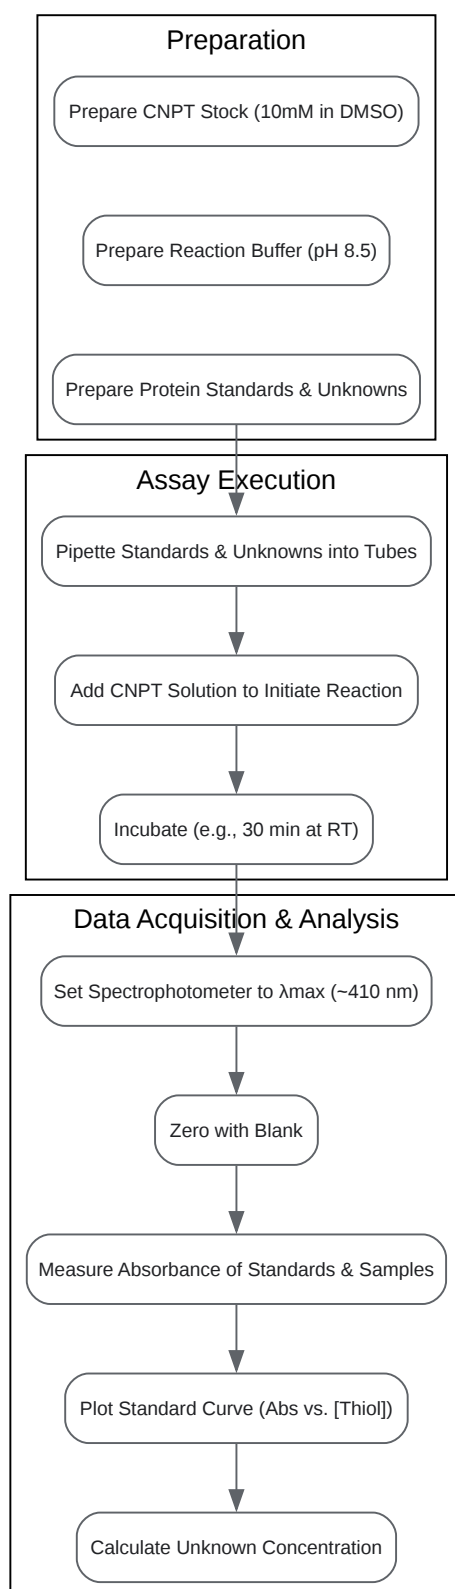 Preparation
Prepare CNPT Stock (10mM in DMSO)
Prepare Reaction Buffer (pH 8.5)
Prepare Protein Standards & Unknowns
Assay Execution
Pipette Standards & Unknowns into Tubes
Add CNPT Solution to Initiate Reaction
Incubate (e.g., 30 min at RT)
Data Acquisition & Analysis
Set Spectrophotometer to λmax (~410 nm)
Zero with Blank
Measure Absorbance of Standards & Samples
Plot Standard Curve (Abs vs. [Thiol])
Calculate Unknown Concentration